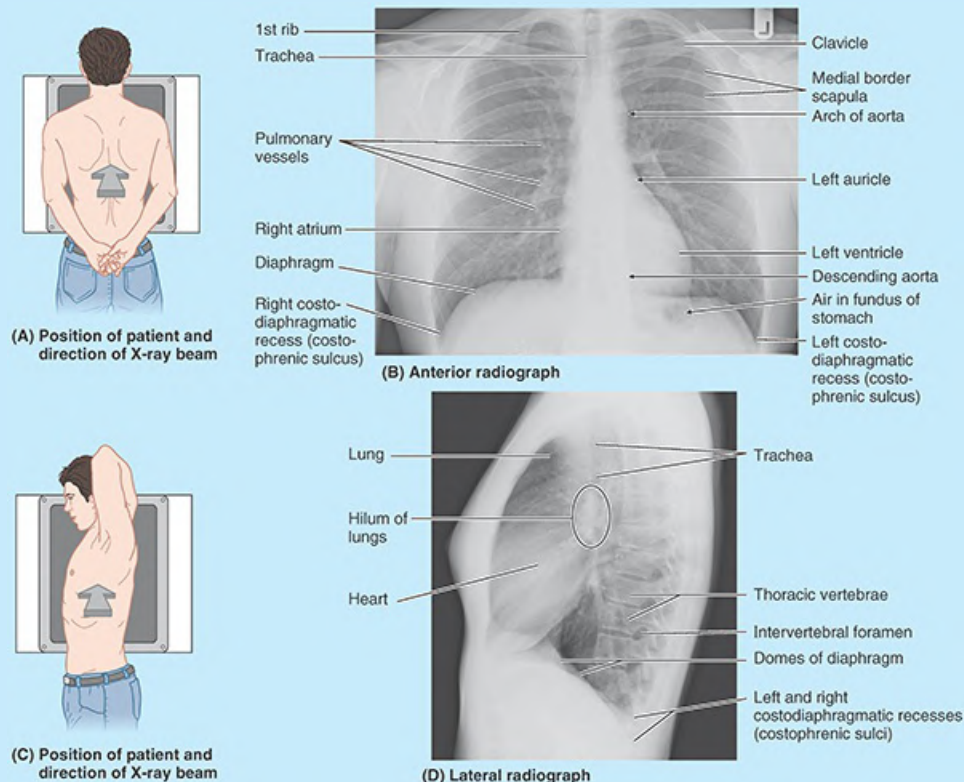 1st rib
Trachea
Pulmonary
vessels
Right atrium
Diaphragm
Right costo-
diaphragmatic
recess (costo-
phrenic sulcus)
L
Clavicle
Medial border
scapula
Arch of aorta
Left auricle
Left ventricle
Descending aorta
Air in fundus of
stomach
Left costo-
diaphragmatic
recess (costo-
phrenic sulcus)
(A) Position of patient and
direction of X-ray beam
(B) Anterior radiograph
Lung
Hilum of
lungs
Heart
Trachea
Thoracic vertebrae
Intervertebral foramen
Domes of diaphragm
Left and right
costodiaphragmatic recesses
(costophrenic sulci)
(C) Position of patient and
direction of X-ray beam
(D) Lateral radiograph